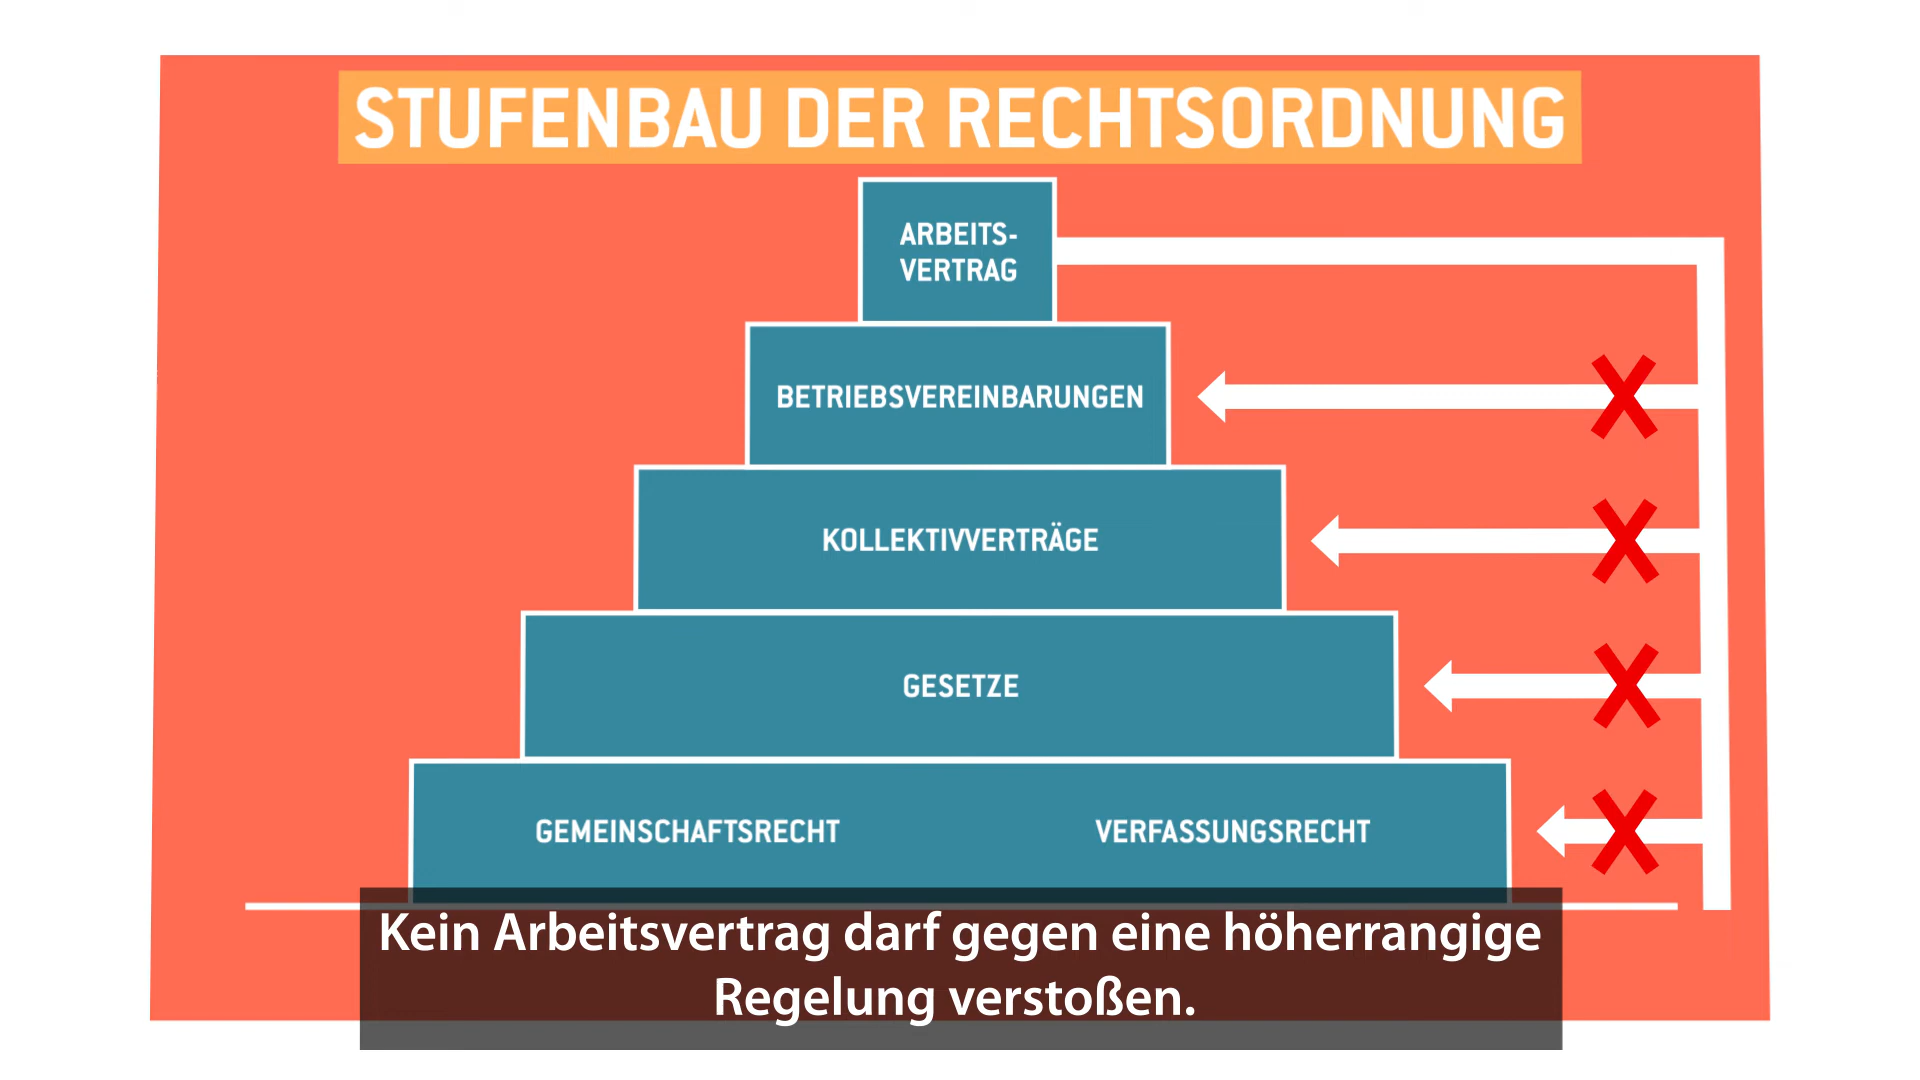 STUFENBAU DER RECHTSORDNUNG
ARBEITS-
VERTRAG
BETRIEBSVEREINBARUNGEN
KOLLEKTIVVERTRÄGE
GESETZE
GEMEINSCHAFTSRECHT VERFASSUNGSRECHT
Kein Arbeitsvertrag darf gegen eine höherrangige
Regelung verstoßen.